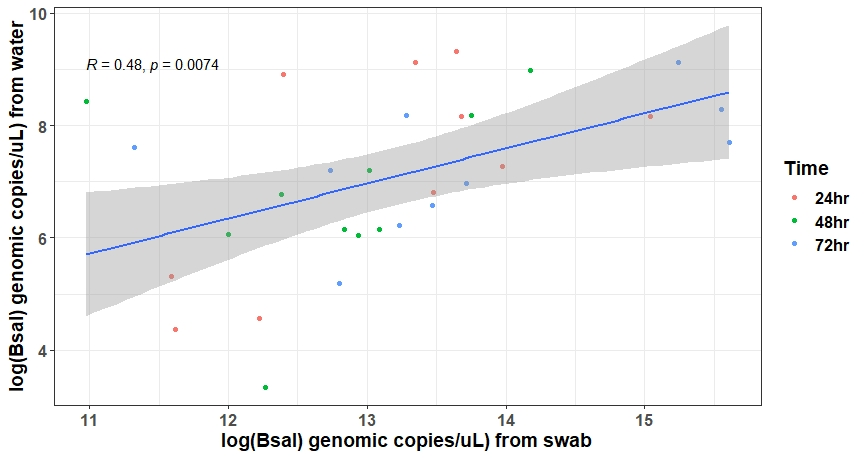 log(Bsal) genomic copies/uL) from water
10
8
6
4
R = 0.48, p = 0.0074
11 12 13 14 15
log(Bsal) genomic copies/uL) from swab
Time
24hr
48hr
72hr